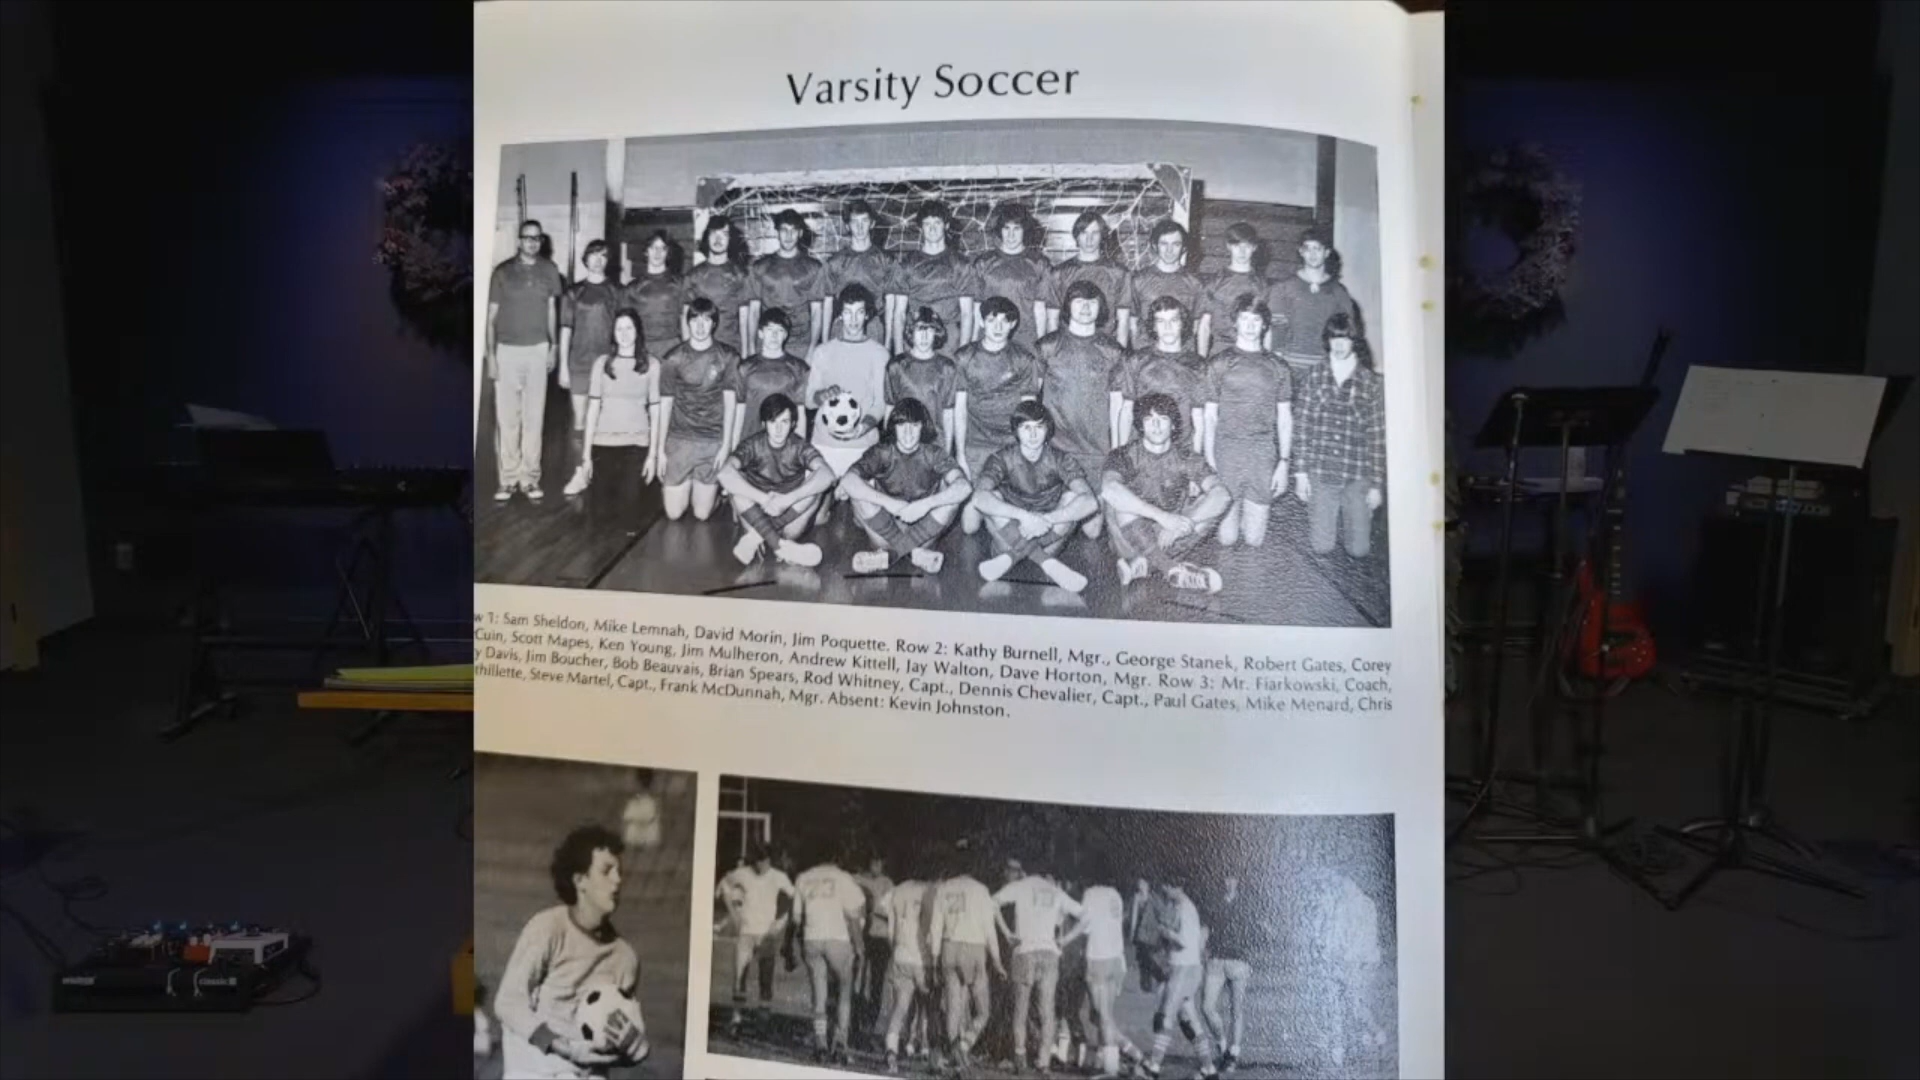 Varsity Soccer
w 1: Sam Sheldon, Mike Lemnah, David Morin, Jim Poquette. Row 2: Kathy Burnell, Mgr., George Stanek, Robert Gates, Corey
Cuin, Scott Mapes, Ken Young, Jim Mulheron, Andrew Kittell, Jay Walton, Dave Horton, Mgr. Row 3: Mr. Fiarkowski, Coach,
y Davis, Jim Boucher, Bob Beauvais, Brian Spears, Rod Whitney, Capt., Dennis Chevalier, Capt., Paul Gates, Mike Menard, Chris
thillette, Steve Martel, Capt., Frank McDunnah, Mgr. Absent: Kevin Johnston.
23
21